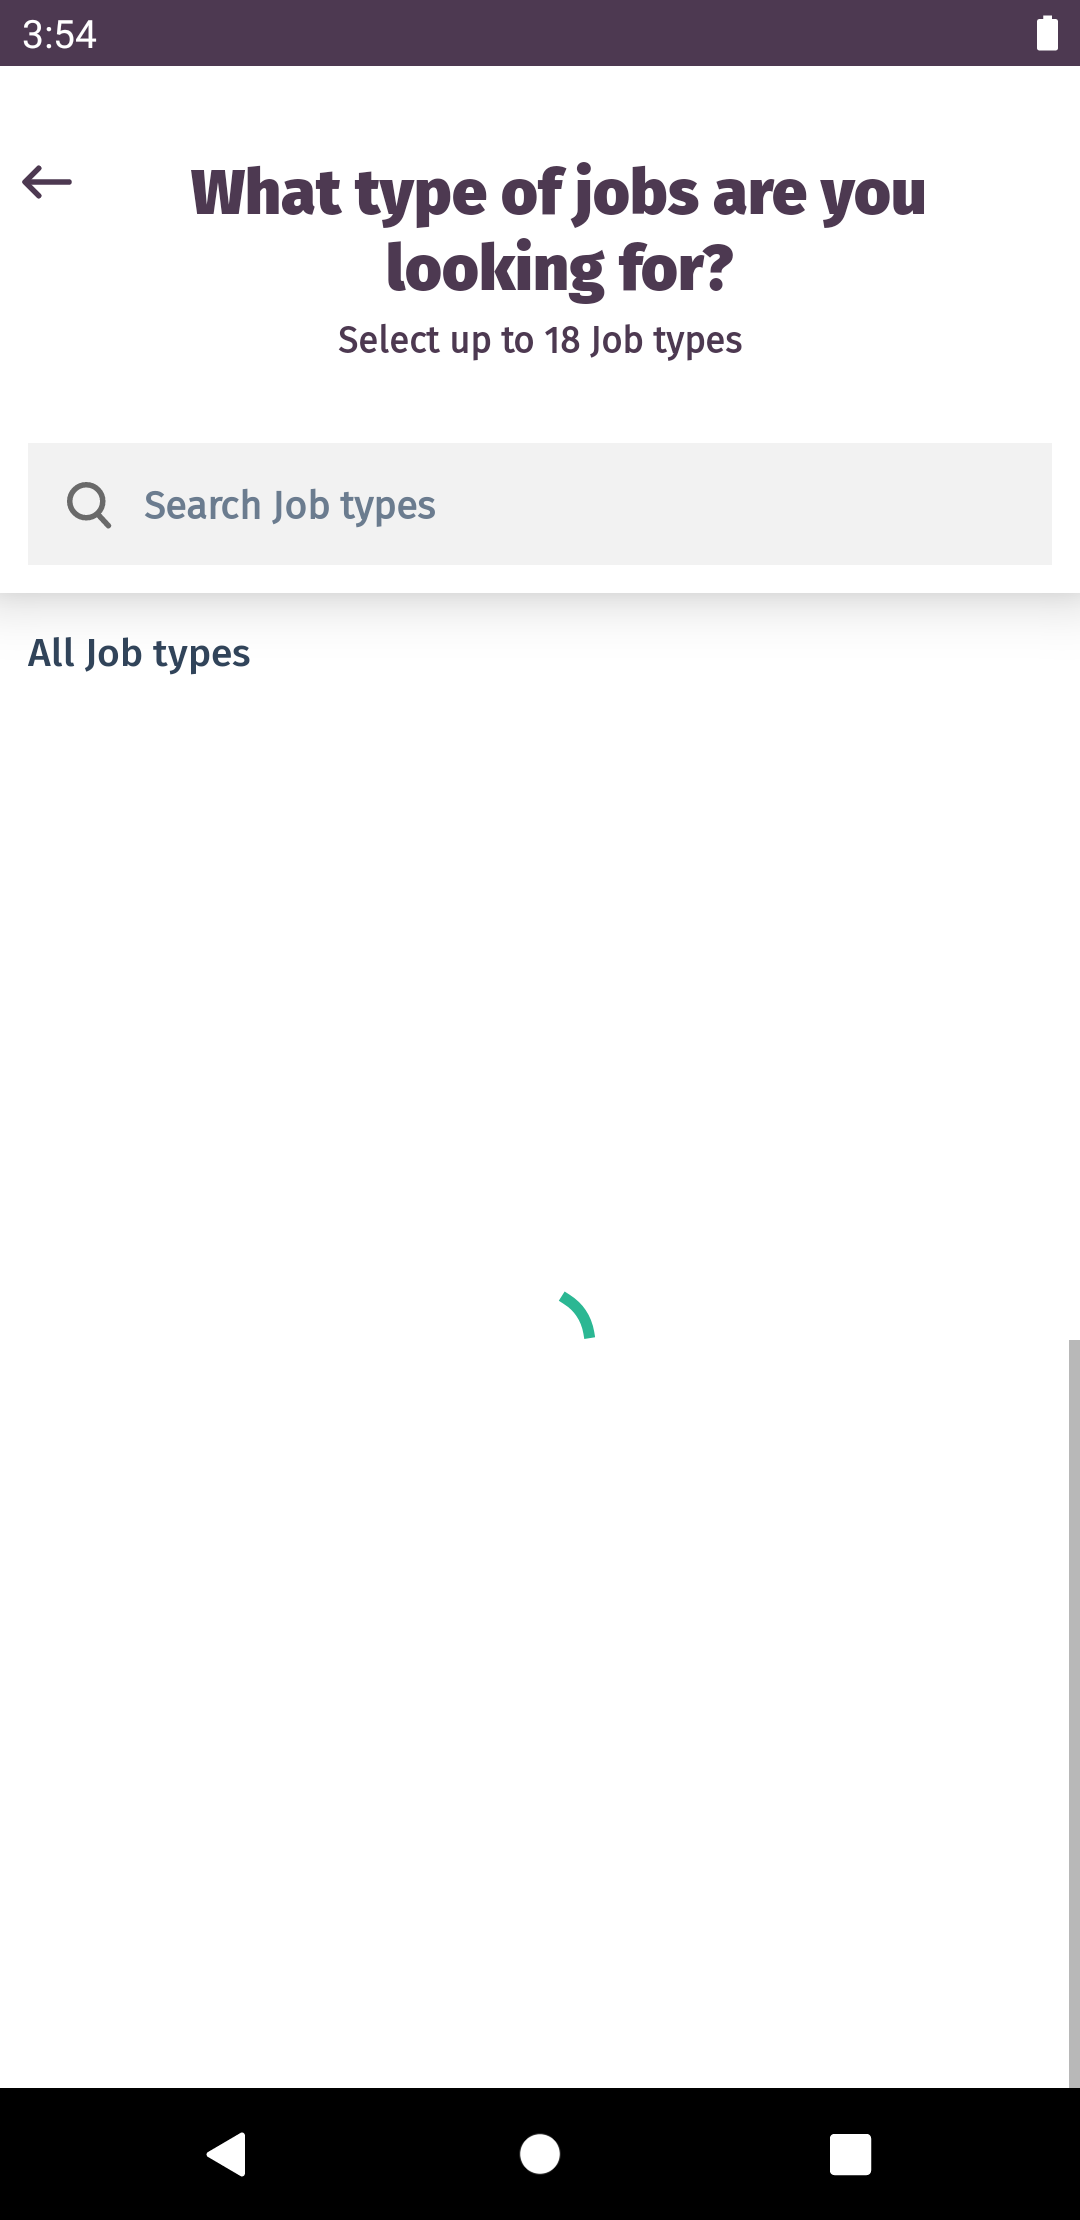 3:54
What type of jobs are you
looking for?
Select up to 18 Job types
Search Job types
All Job types